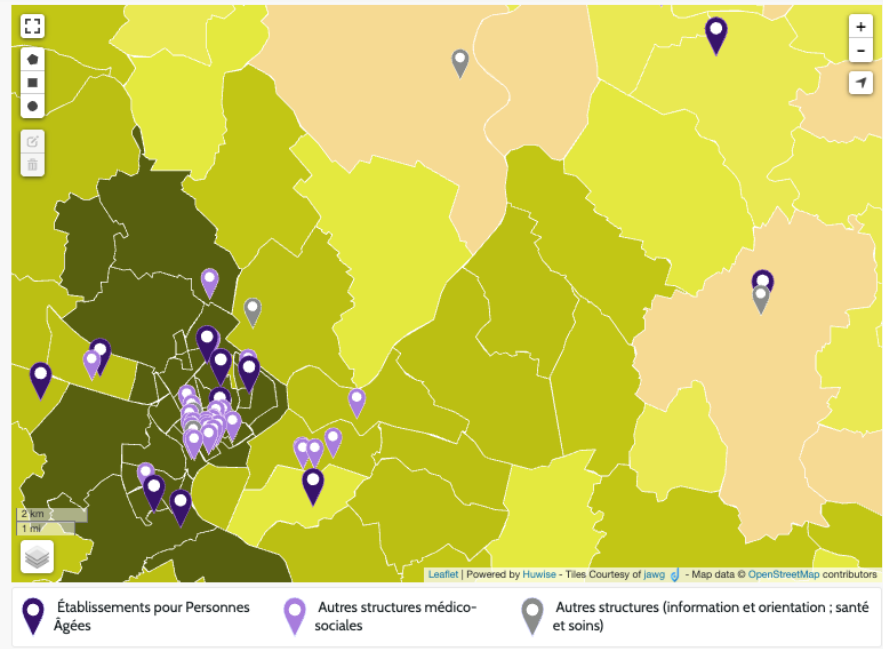 +
-
2 km
1 mi
Leaflet | Powered by Huwise - Tiles Courtesy of jawg - Map data © OpenStreetMap contributors
Établissements pour Personnes
Âgées
Autres structures médico-
sociales
Autres structures (information et orientation ; santé
et soins)